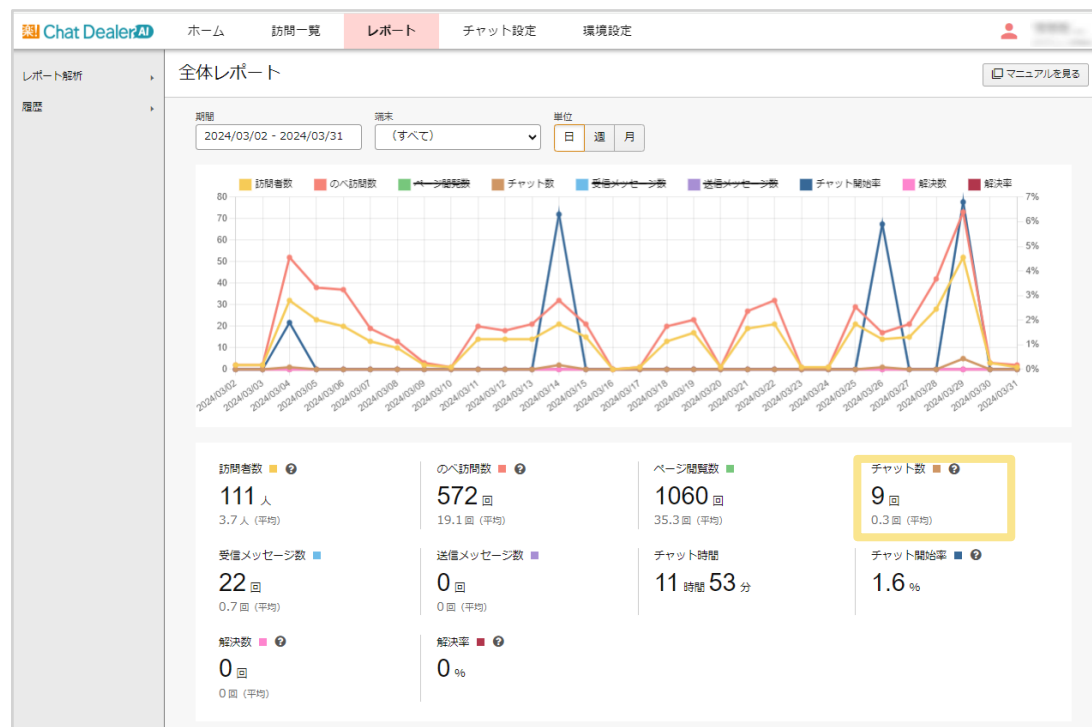 楽! Chat Dealer AI
ホーム 訪問一覧 レポート チャット設定 環境設定
レポート解析
履歴
全体レポート
マニュアルを見る
期間 端末 単位
2024/03/02 - 2024/03/31 (すべて) 日 週 月
訪問者数 のべ訪問数 ページ閲覧数 チャット数 受信メッセージ数 送信メッセージ数 チャット開始率 解決数 解決率
80 7%
70 6%
60 5%
50 4%
40 3%
30 2%
20 1%
10 0%
0
2024/03/02 2024/03/03 2024/03/04 2024/03/05 2024/03/06 2024/03/07 2024/03/08 2024/03/09 2024/03/10 2024/03/11 2024/03/12 2024/03/13 2024/03/14 2024/03/15 2024/03/16 2024/03/17 2024/03/18 2024/03/19 2024/03/20 2024/03/21 2024/03/22 2024/03/23 2024/03/24 2024/03/25 2024/03/26 2024/03/27 2024/03/28 2024/03/29 2024/03/30 2024/03/31
訪問者数 ? のべ訪問数 ? ページ閲覧数 チャット数 ?
111 人 572 回 1060 回 9 回
3.7人 (平均) 19.1回 (平均) 35.3回 (平均) 0.3回 (平均)
受信メッセージ数 送信メッセージ数 チャット時間 チャット開始率 ?
22 回 0 回 11 時間 53 分 1.6 %
0.7回 (平均) 0回 (平均)
解決数 ? 解決率 ?
0 回 0 %
0回 (平均)